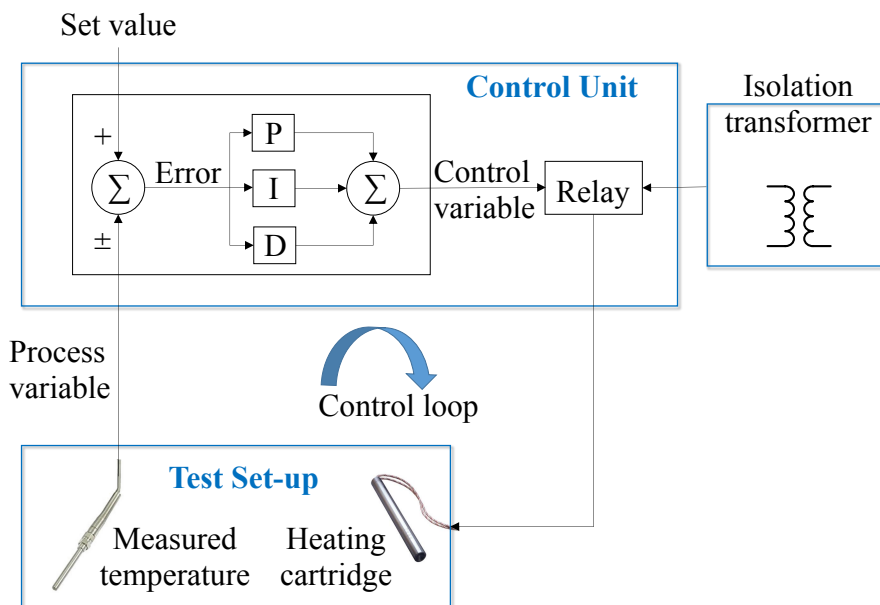 Set value
Control Unit
Isolation
transformer
+
Σ
±
Error
P
I
D
Σ
Control
variable
Relay
Process
variable
Control loop
Test Set-up
Measured
temperature
Heating
cartridge